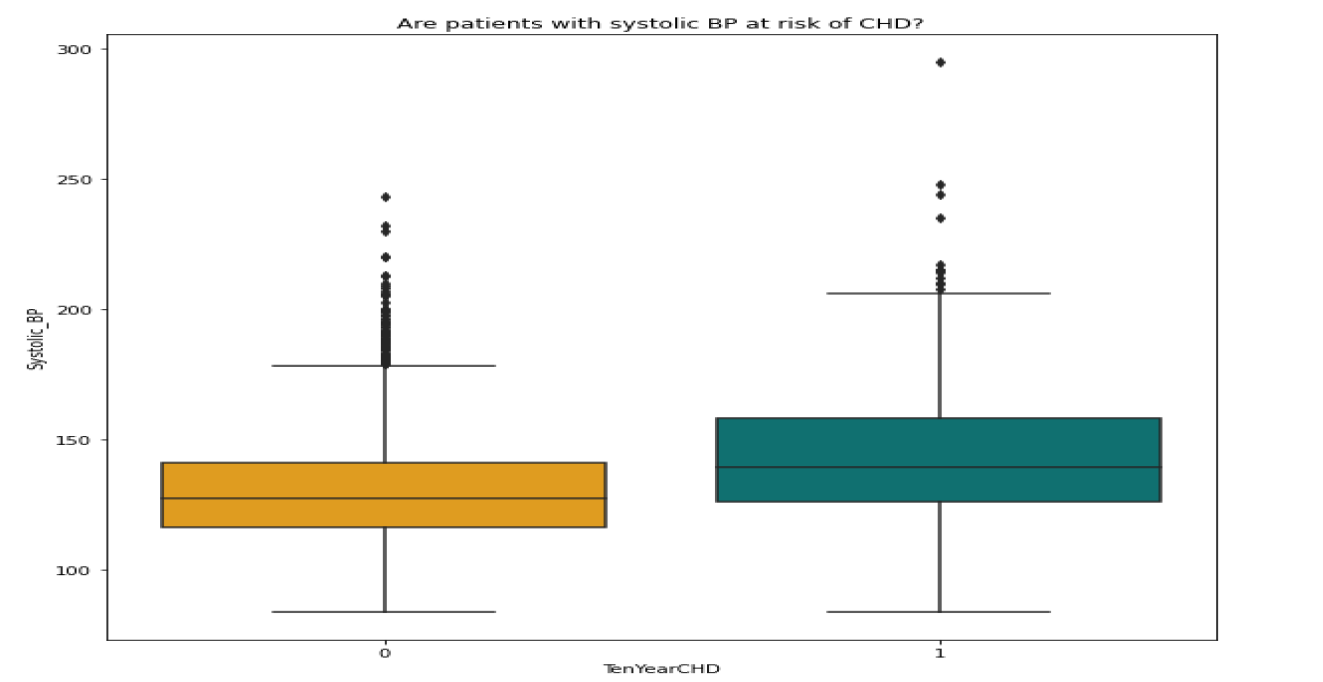 Are patients with systolic BP at risk of CHD?
300
250
200
150
100
Systolic_BP
0
1
TenYearCHD